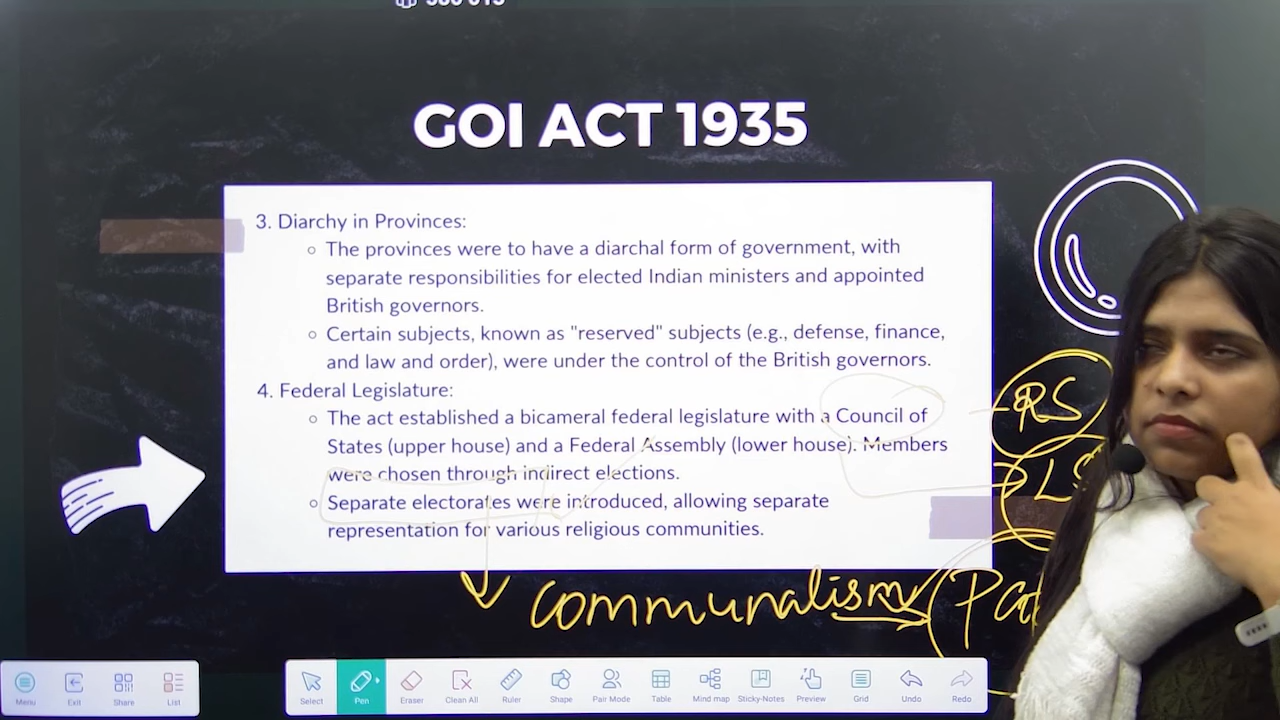 GOI ACT 1935
3. Diarchy in Provinces:
The provinces were to have a diarchal form of government, with
separate responsibilities for elected Indian ministers and appointed
British governors.
Certain subjects, known as "reserved" subjects (e.g., defense, finance,
and law and order), were under the control of the British governors.
4. Federal Legislature:
The act established a bicameral federal legislature with a Council of
States (upper house) and a Federal Assembly (lower house). Members
were chosen through indirect elections.
Separate electorates were introduced, allowing separate
representation for various religious communities.
RS
LS
communalism
Menu Exit Share List Select Pen Eraser Clean All Ruler Shape Pair Mode Table Mind map Sticky-Notes Preview Grid Undo Redo